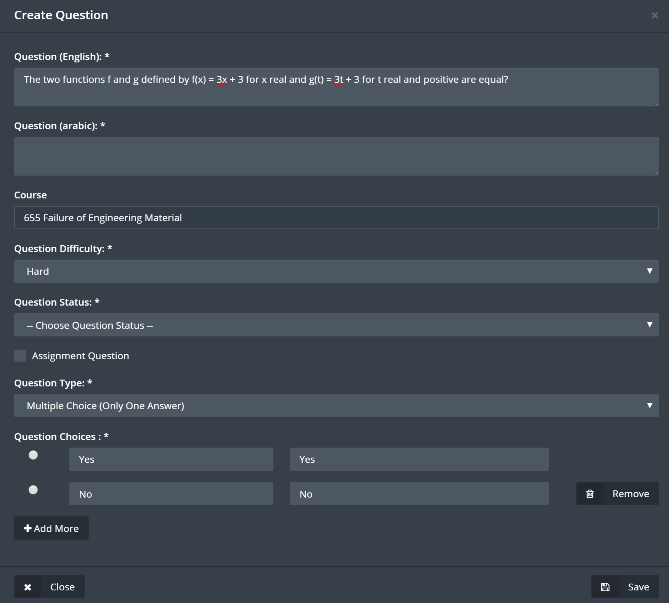 Create Question
×
Question (English): *
The two functions f and g defined by f(x) = 3x + 3 for x real and g(t) = 3t + 3 for t real and positive are equal?
Question (arabic): *
Course
655 Failure of Engineering Material
Question Difficulty: *
Hard
Question Status: *
-- Choose Question Status --
Assignment Question
Question Type: *
Multiple Choice (Only One Answer)
Question Choices : *
Yes Yes
No No Remove
+ Add More
× Close Save